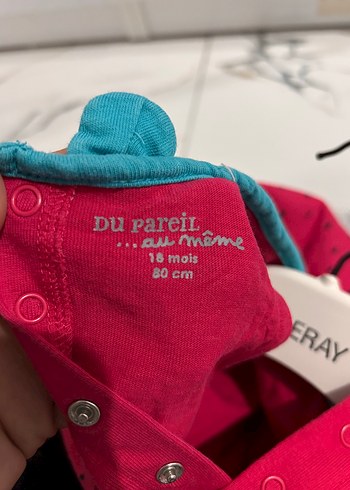 DU PAREIL
...au même
18 mois
80 cm
ERAY